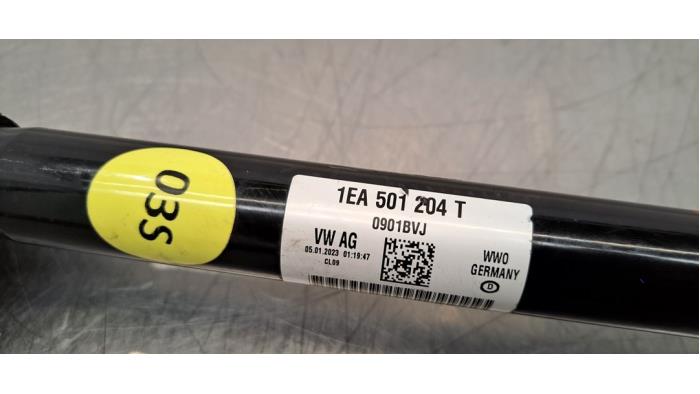 03S
1EA 501 204 T
0901BVJ
VW AG
05.01.2023 01:19:47
CL09
WWO
GERMANY
D